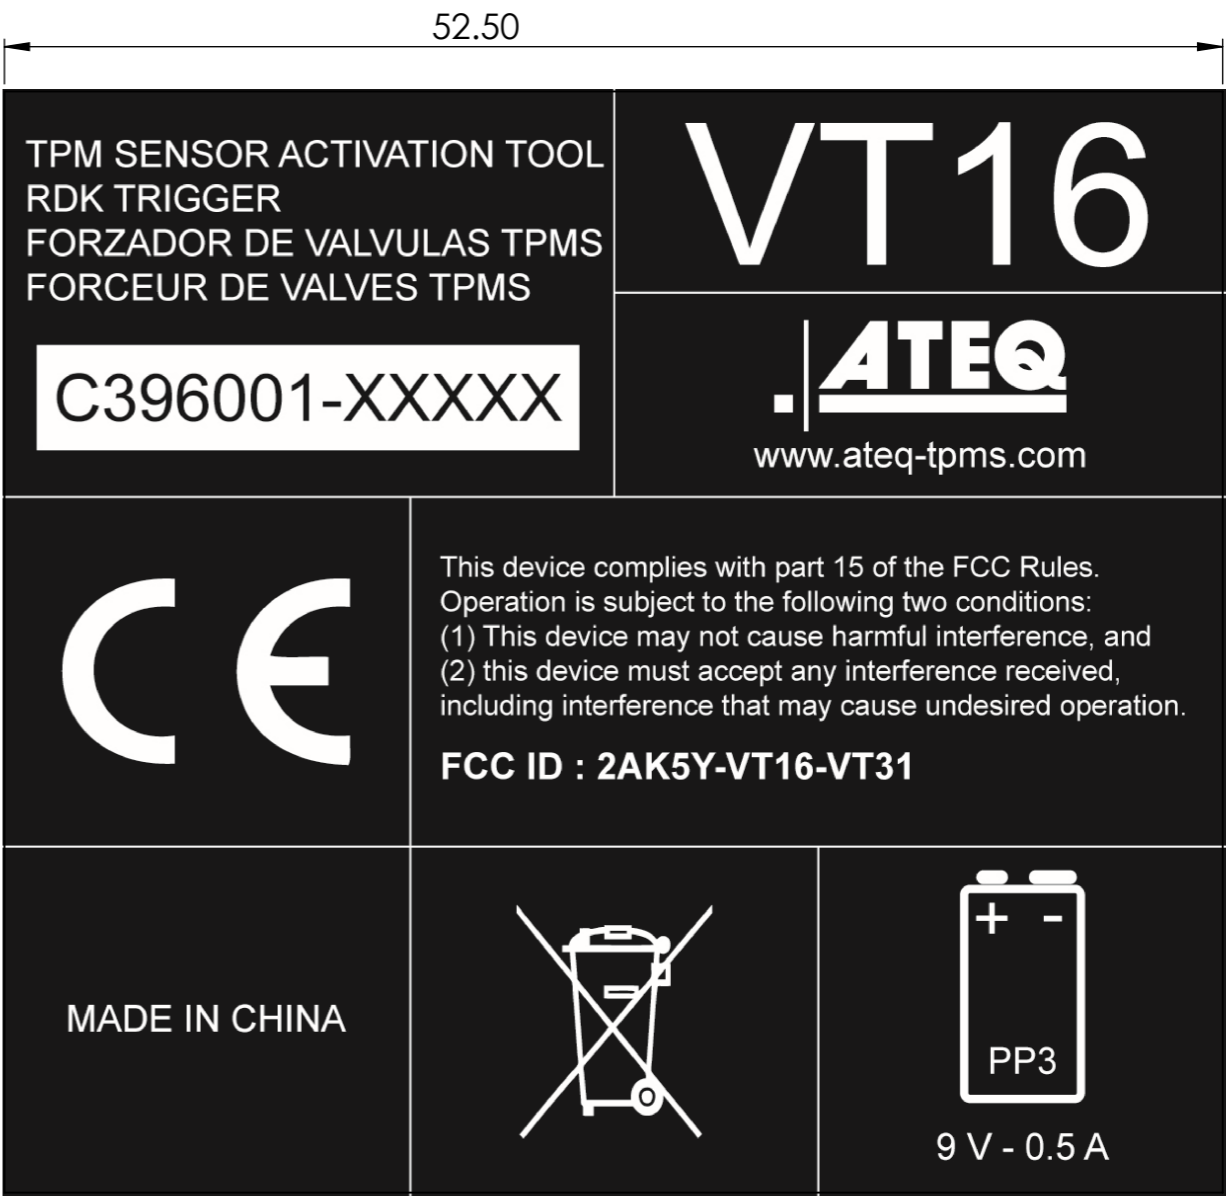 52.50
TPM SENSOR ACTIVATION TOOL
RDK TRIGGER
FORZADOR DE VALVULAS TPMS
FORCEUR DE VALVES TPMS
C396001-XXXXX
VT16
ATEQ
www.ateq-tpms.com
CE
This device complies with part 15 of the FCC Rules.
Operation is subject to the following two conditions:
(1) This device may not cause harmful interference, and
(2) this device must accept any interference received,
including interference that may cause undesired operation.
FCC ID : 2AK5Y-VT16-VT31
MADE IN CHINA
+ -
PP3
9 V - 0.5 A